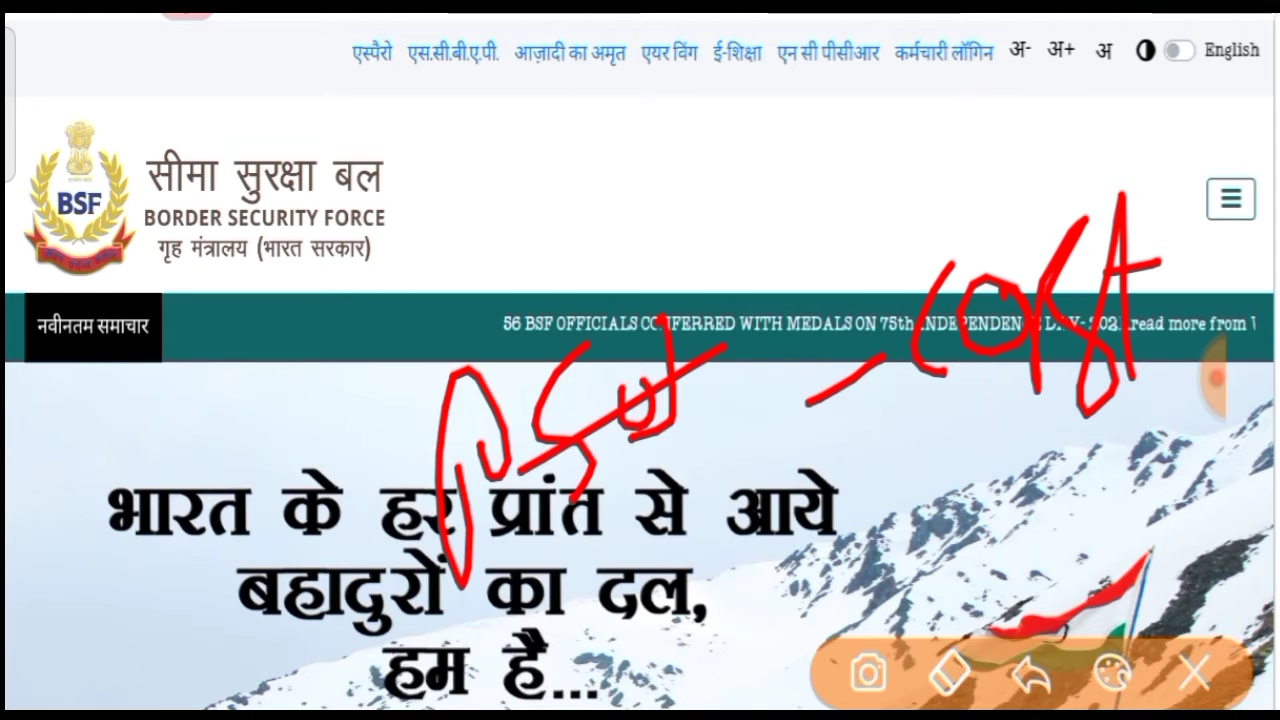 एस्पैरो एस.सी.बी.ए.पी. आज़ादी का अमृत एयर विंग ई-शिक्षा एन सी पीसीआर कर्मचारी लॉगिन अ- अ+ अ English
BSF
सीमा सुरक्षा बल
BORDER SECURITY FORCE
गृह मंत्रालय (भारत सरकार)
नवीनतम समाचार
56 BSF OFFICIALS CONFERRED WITH MEDALS ON 75th INDEPENDENCE DAY- 2021 read more from
भारत के हर प्रांत से आये
बहादुरों का दल,
हम है...